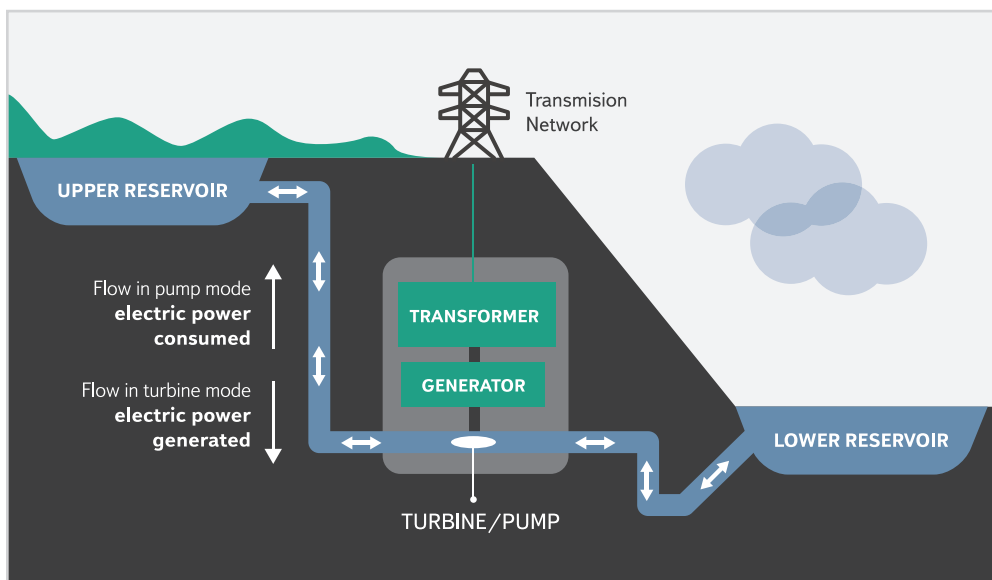 Transmision
Network
UPPER RESERVOIR
Flow in pump mode
electric power
consumed
TRANSFORMER
GENERATOR
Flow in turbine mode
electric power
generated
LOWER RESERVOIR
TURBINE/PUMP